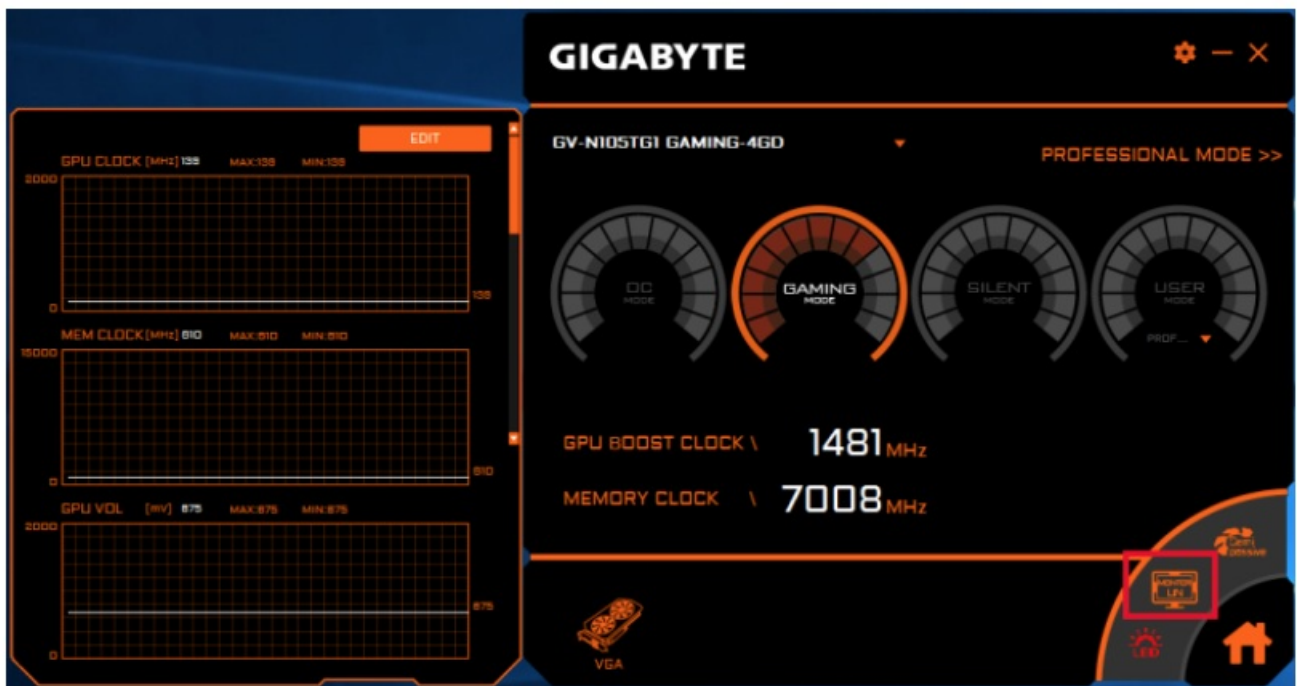 GIGABYTE
EDIT
GPU CLOCK [MHz] 139 MAX:139 MIN:139
2000
139
0
MEM CLOCK [MHz] 810 MAX:810 MIN:810
15000
810
0
GPU VOL [mV] 875 MAX:875 MIN:875
2000
875
0
GV-N105TG1 GAMING-4GD
PROFESSIONAL MODE >>
OC
MODE
GAMING
MODE
SILENT
MODE
USER
MODE
PROF...
GPU BOOST CLOCK \ 1481 MHz
MEMORY CLOCK \ 7008 MHz
Semi
passive
MONITOR
LED
VGA